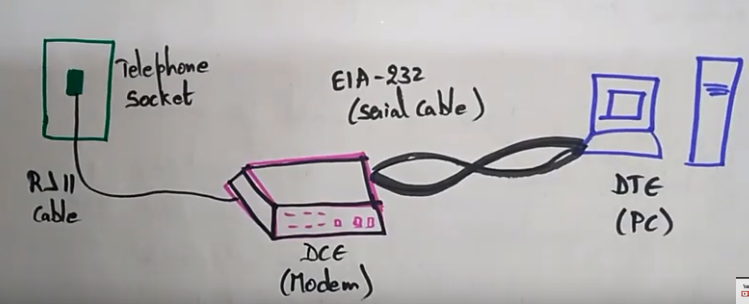 Telephone
Socket
EIA-232
(Serial Cable)
RJ11
Cable
DCE
(Modem)
DTE
(PC)